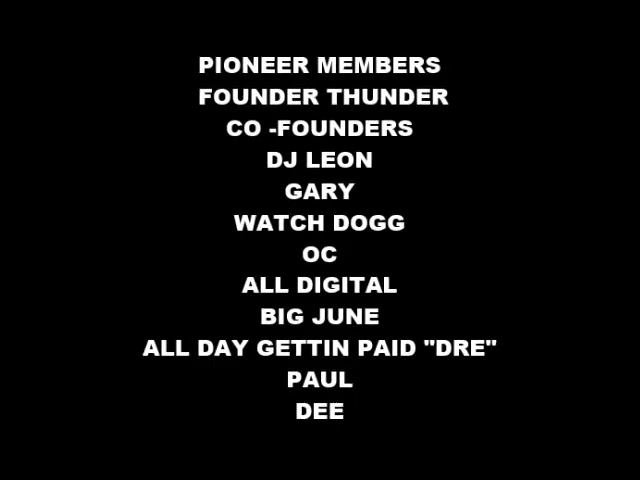 PIONEER MEMBERS
FOUNDER THUNDER
CO -FOUNDERS
DJ LEON
GARY
WATCH DOGG
OC
ALL DIGITAL
BIG JUNE
ALL DAY GETTIN PAID "DRE"
PAUL
DEE